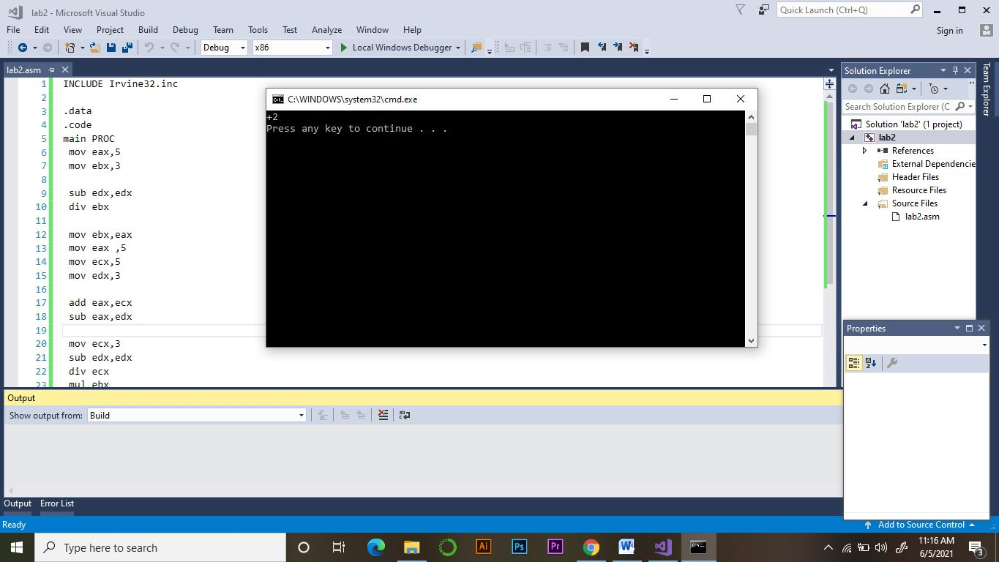 lab2 - Microsoft Visual Studio
Quick Launch (Ctrl+Q)
File Edit View Project Build Debug Team Tools Test Analyze Window Help
Sign in
Debug x86 Local Windows Debugger
lab2.asm
1 INCLUDE Irvine32.inc
2
3 .data
4 .code
5 main PROC
6 mov eax,5
7 mov ebx,3
8
9 sub edx,edx
10 div ebx
11
12 mov ebx,eax
13 mov eax ,5
14 mov ecx,5
15 mov edx,3
16
17 add eax,ecx
18 sub eax,edx
19
20 mov ecx,3
21 sub edx,edx
22 div ecx
23 mul ebx
C:\WINDOWS\system32\cmd.exe
C:\.
+2
Press any key to continue . . .
Solution Explorer
Search Solution Explorer (C
Solution 'lab2' (1 project)
lab2
References
External Dependencie
Header Files
Resource Files
Source Files
lab2.asm
Team Explorer
Properties
Output
Show output from: Build
Output Error List
Ready
Add to Source Control
Type here to search
Ai
Ps
Pr
W
11:16 AM
6/5/2021
3